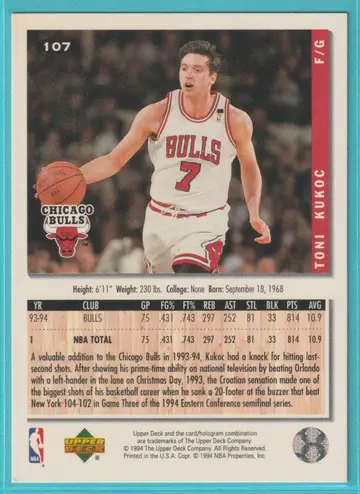 107
F/G
BULLS
7
TONI KUKOC
CHICAGO
BULLS
TM
Height: 6'11" Weight: 230 lbs. College: None Born: September 18, 1968
YR CLUB GP FG% FT% REB AST STL BLK PTS AVG
93-94 BULLS 75 .431 .743 297 252 81 33 814 10.9
1 NBA TOTAL 75 .431 .743 297 252 81 33 814 10.9
A valuable addition to the Chicago Bulls in 1993-94, Kukoc had a knack for hitting last-
second shots. After showing his prime-time ability on national television by beating Orlando
with a left-hander in the lane on Christmas Day, 1993, the Croatian sensation made one
of the biggest shots of his basketball career when he sank a 20-footer at the buzzer that beat
New York 104-102 in Game Three of the 1994 Eastern Conference semifinal series.
NBA
UPPER
DECK
Upper Deck and the card/hologram combination
are trademarks of The Upper Deck Company.
© 1994 The Upper Deck Company.
Printed in the U.S.A. Copr. © 1994 NBA Properties, Inc.